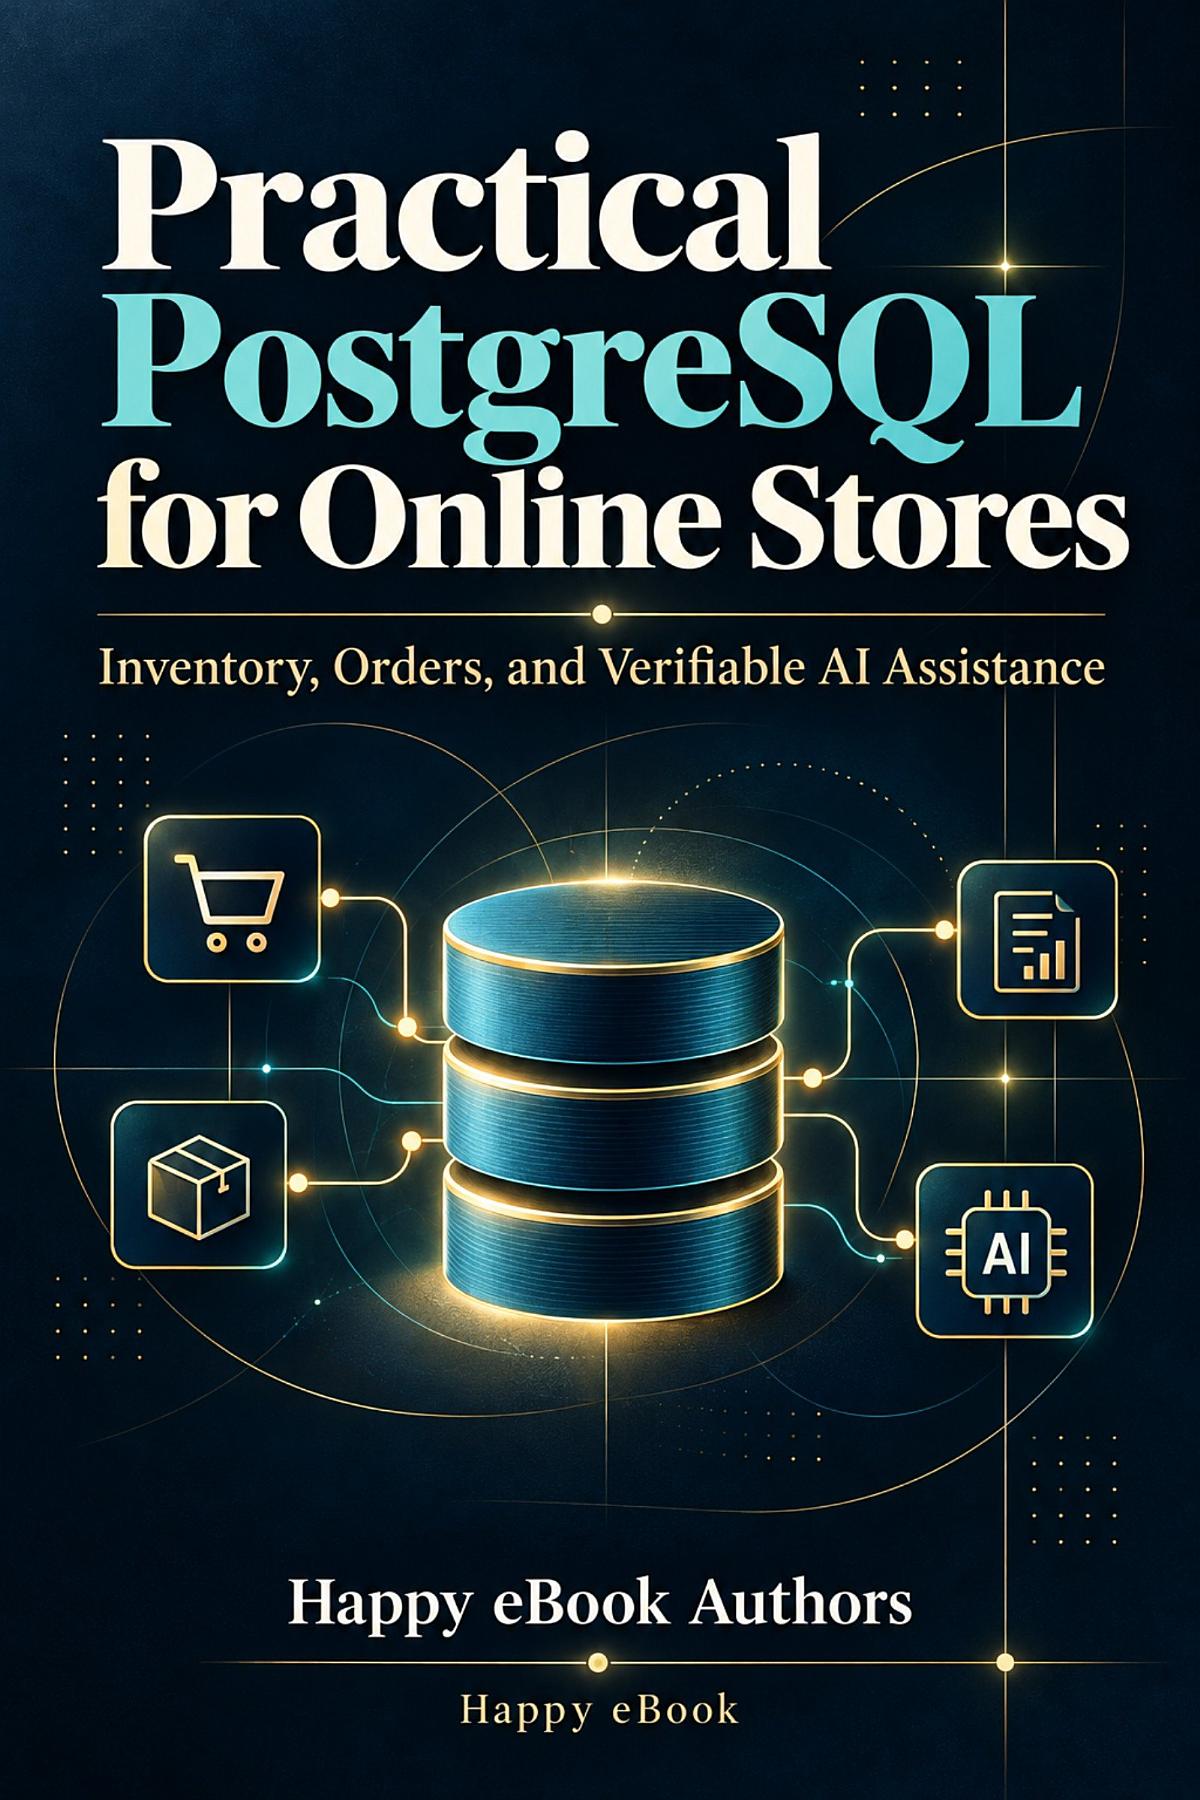 Practical
PostgreSQL
for Online Stores
Inventory, Orders, and Verifiable AI Assistance
AI
Happy eBook Authors
Happy eBook